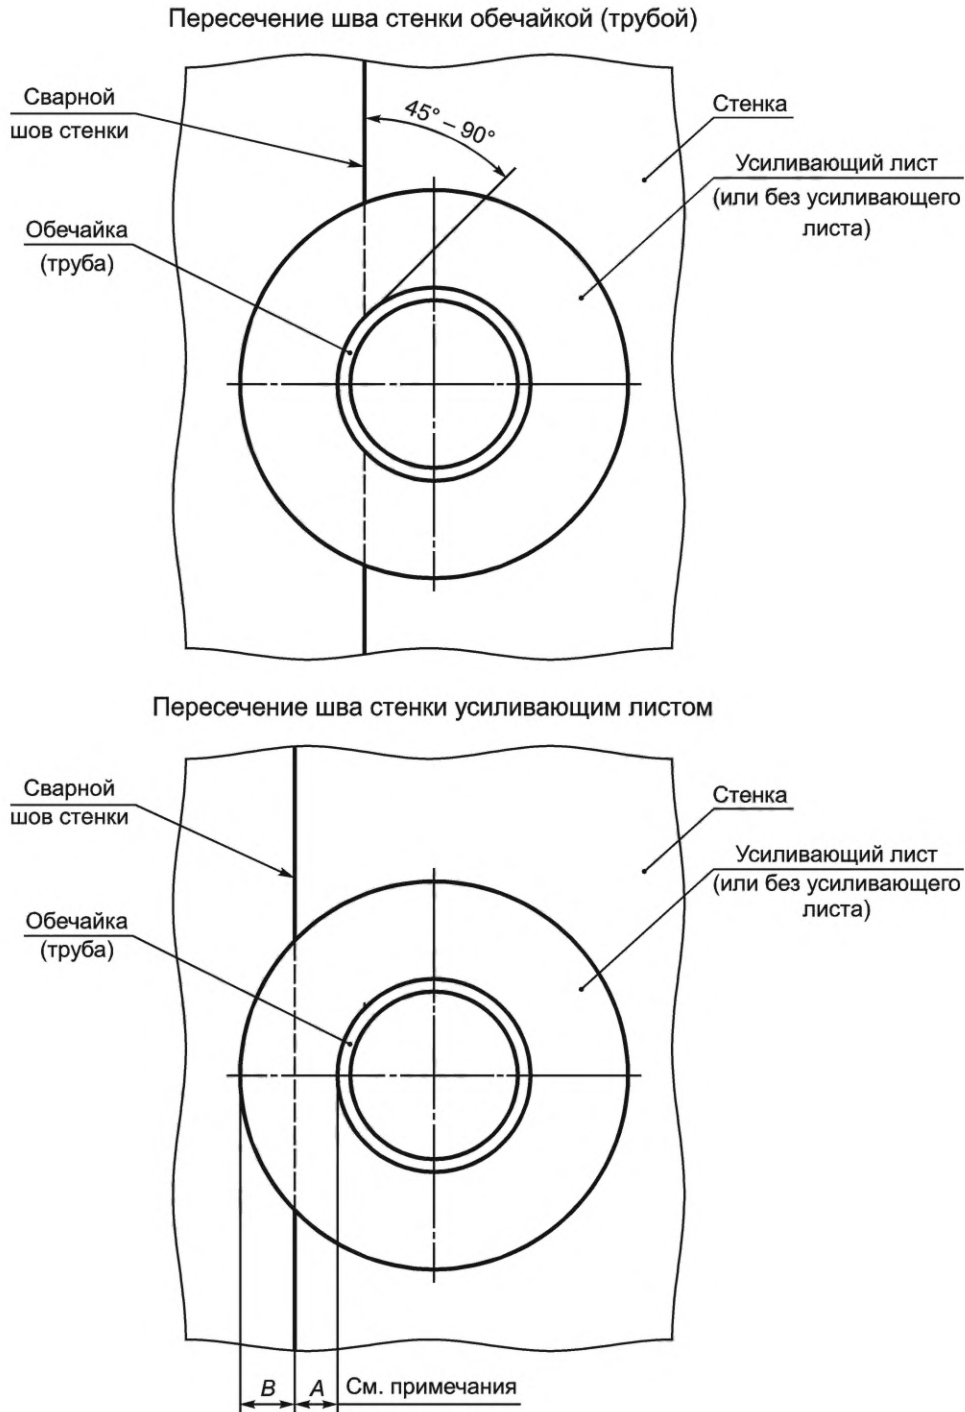 Пересечение шва стенки обечайкой (трубой)
Сварной
шов стенки
45° – 90°
Стенка
Усиливающий лист
(или без усиливающего
листа)
Обечайка
(труба)
Пересечение шва стенки усиливающим листом
Сварной
шов стенки
Стенка
Усиливающий лист
(или без усиливающего
листа)
Обечайка
(труба)
B A См. примечания